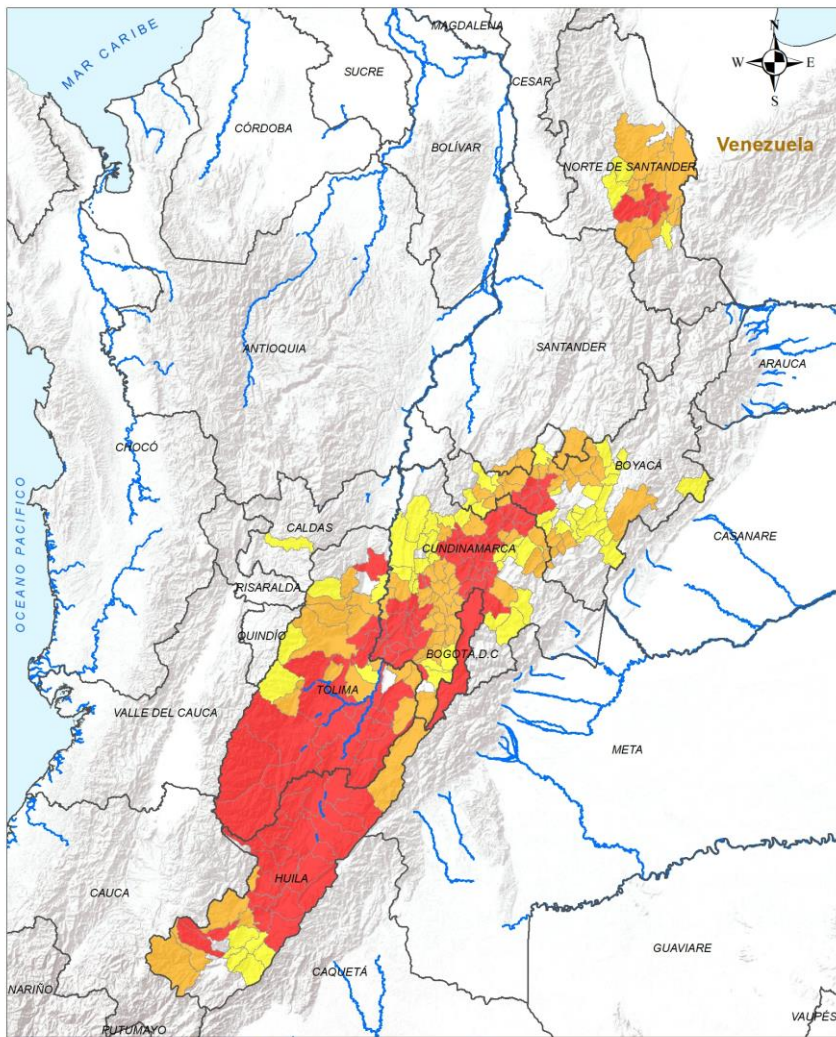 MAGDALENA
N
W E
S
MAR CARIBE
SUCRE
CESAR
CÓRDOBA
BOLÍVAR
Venezuela
NORTE DE SANTANDER
ANTIOQUIA
SANTANDER
ARAUCA
CHOCÓ
BOYACÁ
OCEANO PACIFICO
CALDAS
CASANARE
CUNDINAMARCA
RISARALDA
QUINDÍO
BOGOTÁ,D.C
TOLIMA
VALLE DEL CAUCA
META
HUILA
CAUCA
GUAVIARE
CAQUETÁ
NARIÑO
VAUPÉS
PUTUMAYO